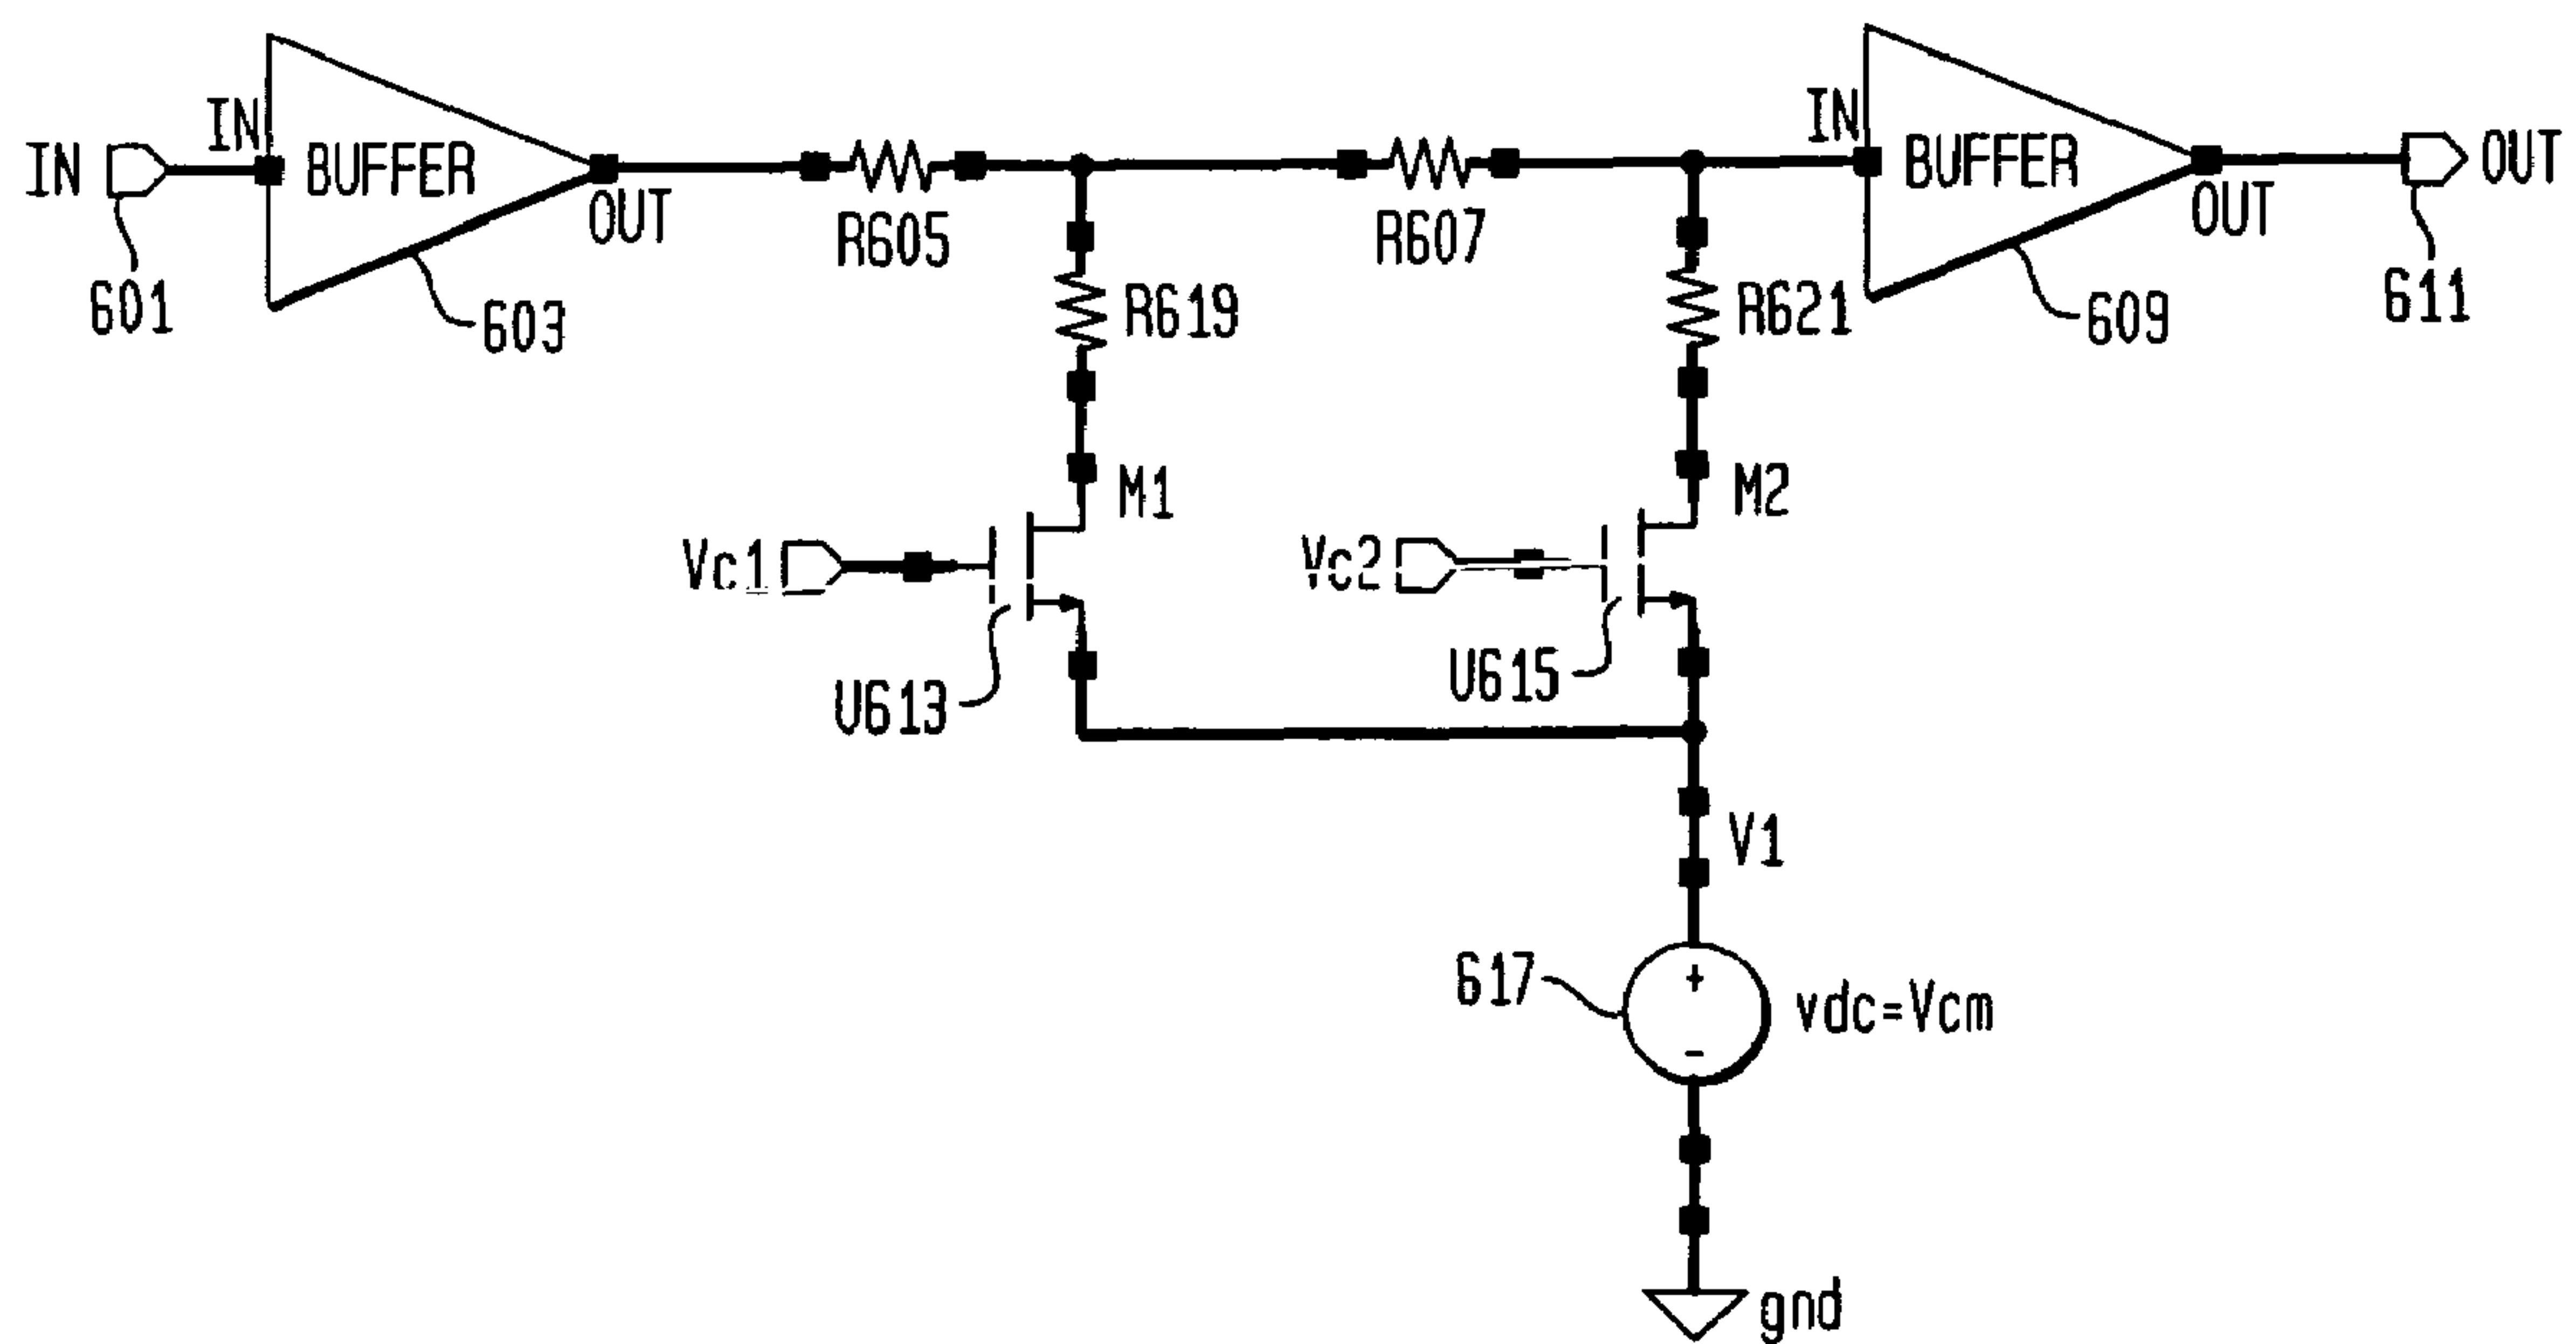 IN
601
IN
BUFFER
OUT
603
R605
R607
R619
R621
IN
BUFFER
OUT
609
OUT
611
Vc1
M1
U613
Vc2
M2
U615
V1
617
+
-
vdc=Vcm
gnd